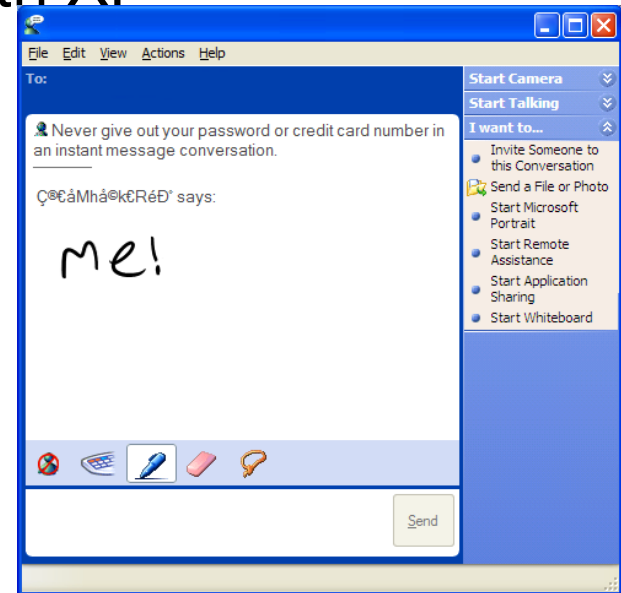 File Edit View Actions Help
To:
Never give out your password or credit card number in
an instant message conversation.
Ç®€åMhå©k€RéÐ° says:
me!
Send
Start Camera
Start Talking
I want to...
Invite Someone to
this Conversation
Send a File or Photo
Start Microsoft
Portrait
Start Remote
Assistance
Start Application
Sharing
Start Whiteboard